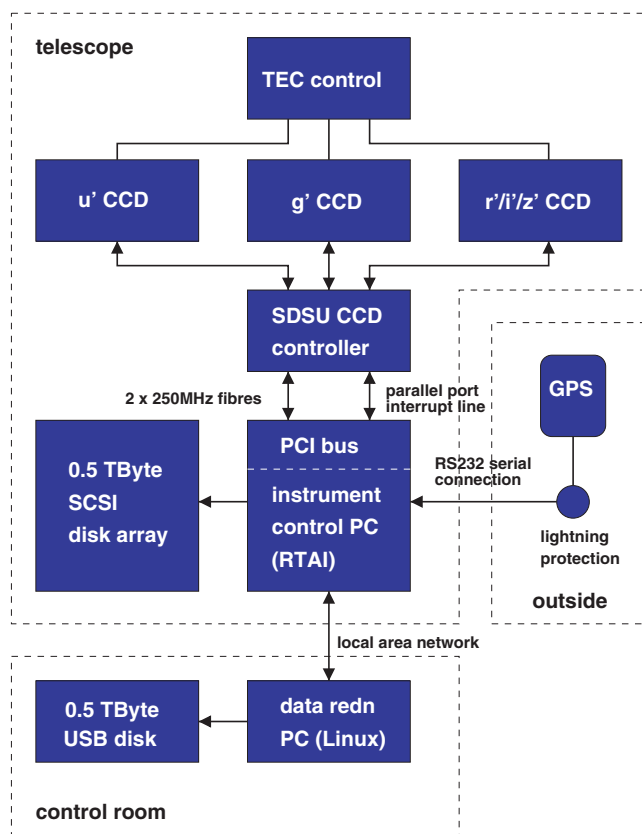 telescope
TEC control
u' CCD
g' CCD
r'/i'/z' CCD
SDSU CCD
controller
2 x 250MHz fibres
parallel port
interrupt line
GPS
0.5 TByte
SCSI
disk array
PCI bus
instrument
control PC
(RTAI)
RS232 serial
connection
lightning
protection
outside
local area network
0.5 TByte
USB disk
data redn
PC (Linux)
control room